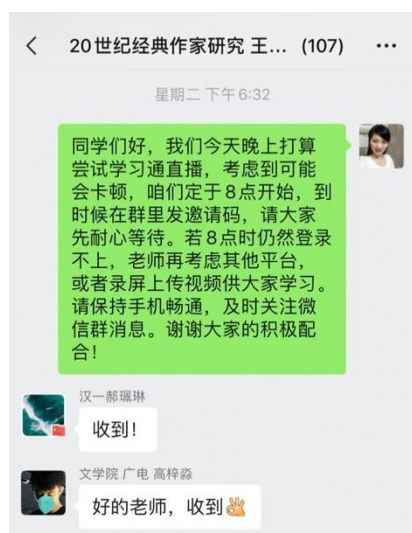 20世纪经典作家研究 王... (107)
星期二 下午 6:32
同学们好，我们今天晚上打算
尝试学习通直播，考虑到可能
会卡顿，咱们定于8点开始，到
时候在群里发邀请码，请大家
先耐心等待。若8点时仍然登录
不上，老师再考虑其他平台，
或者录屏上传视频供大家学习。
请保持手机畅通，及时关注微
信群消息。谢谢大家的积极配
合！
汉一郝珮琳
收到！
文学院 广电 高梓淼
好的老师，收到👌